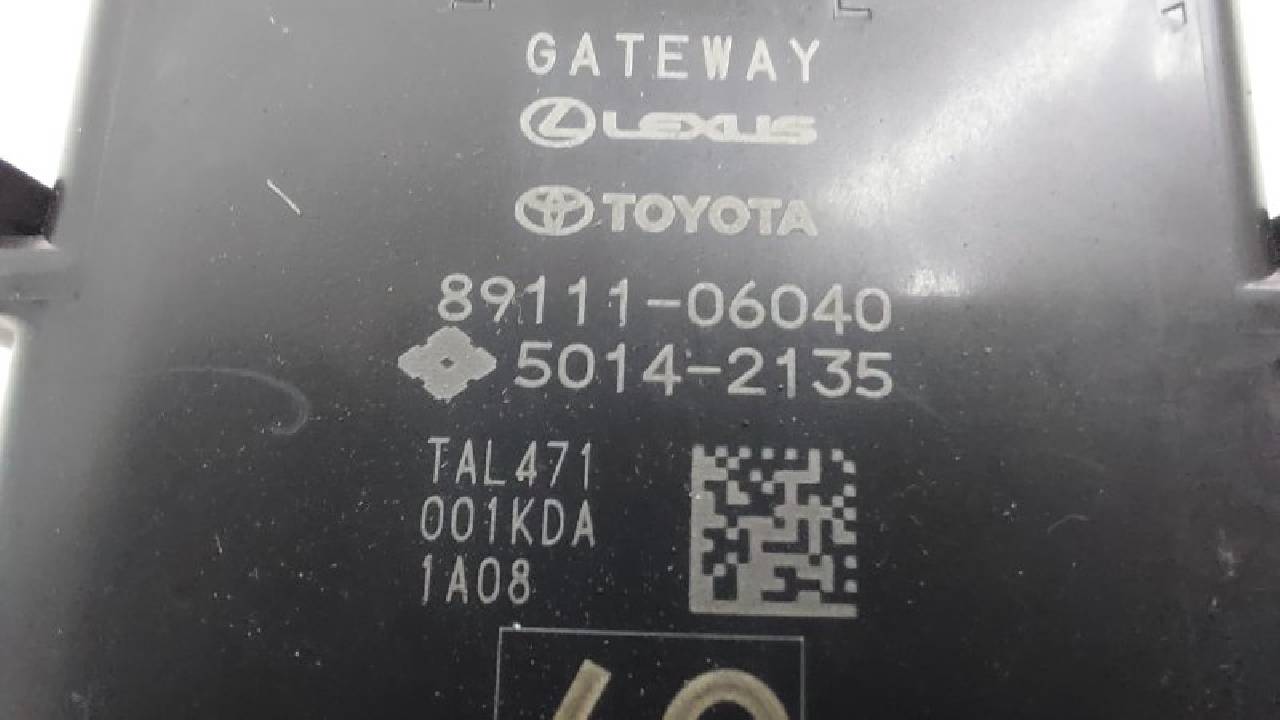 GATEWAY
LEXUS
TOYOTA
89111-06040
5014-2135
TAL471
001KDA
1A08